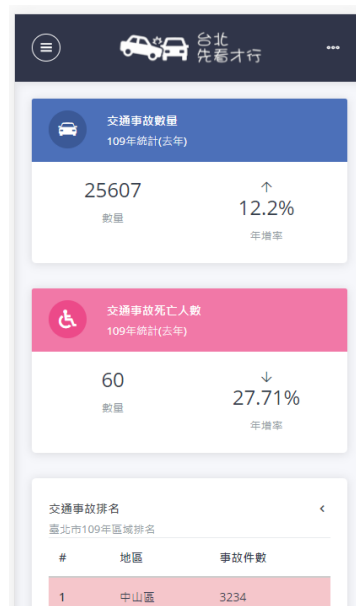 台北
先看才行
交通事故數量
109年統計(去年)
25607
數量
↑
12.2%
年增率
交通事故死亡人數
109年統計(去年)
60
數量
↓
27.71%
年增率
交通事故排名
臺北市109年區域排名
# 地區 事故件數
1 中山區 3234